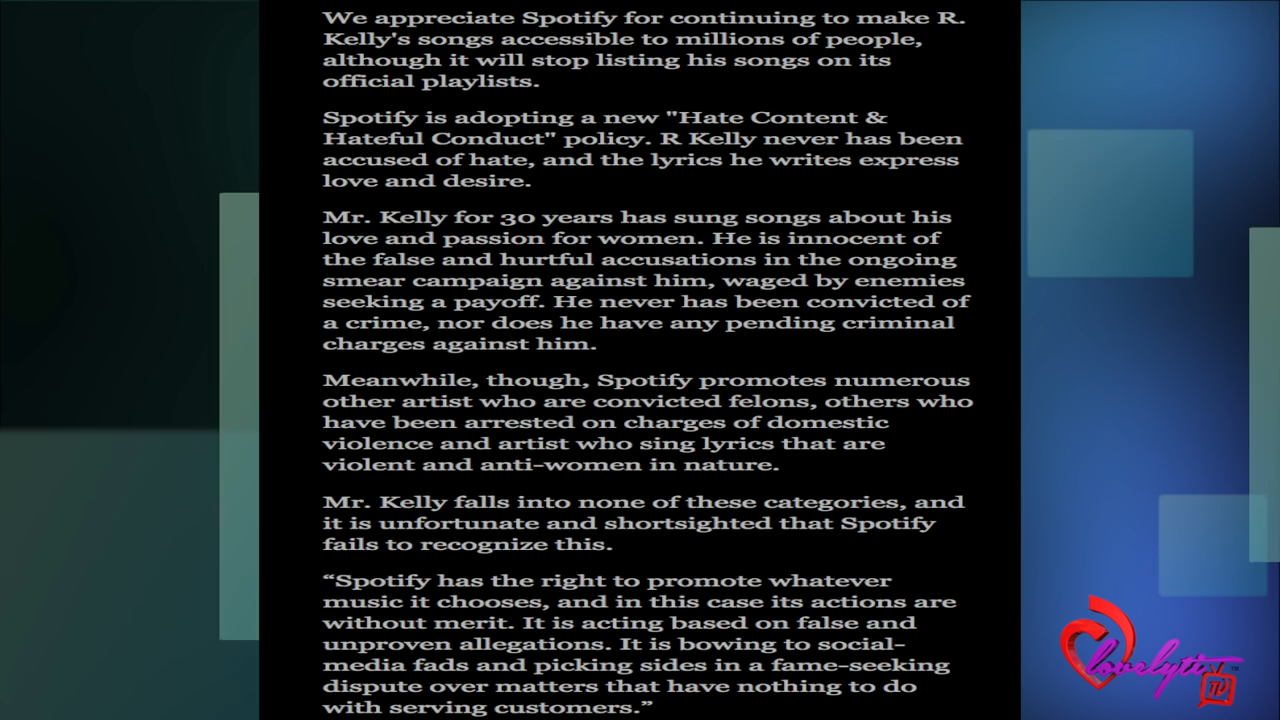 We appreciate Spotify for continuing to make R.
Kelly's songs accessible to millions of people,
although it will stop listing his songs on its
official playlists.
Spotify is adopting a new "Hate Content &
Hateful Conduct" policy. R Kelly never has been
accused of hate, and the lyrics he writes express
love and desire.
Mr. Kelly for 30 years has sung songs about his
love and passion for women. He is innocent of
the false and hurtful accusations in the ongoing
smear campaign against him, waged by enemies
seeking a payoff. He never has been convicted of
a crime, nor does he have any pending criminal
charges against him.
Meanwhile, though, Spotify promotes numerous
other artist who are convicted felons, others who
have been arrested on charges of domestic
violence and artist who sing lyrics that are
violent and anti-women in nature.
Mr. Kelly falls into none of these categories, and
it is unfortunate and shortsighted that Spotify
fails to recognize this.
“Spotify has the right to promote whatever
music it chooses, and in this case its actions are
without merit. It is acting based on false and
unproven allegations. It is bowing to social-
media fads and picking sides in a fame-seeking
dispute over matters that have nothing to do
with serving customers.”
lovelyti TM
TV